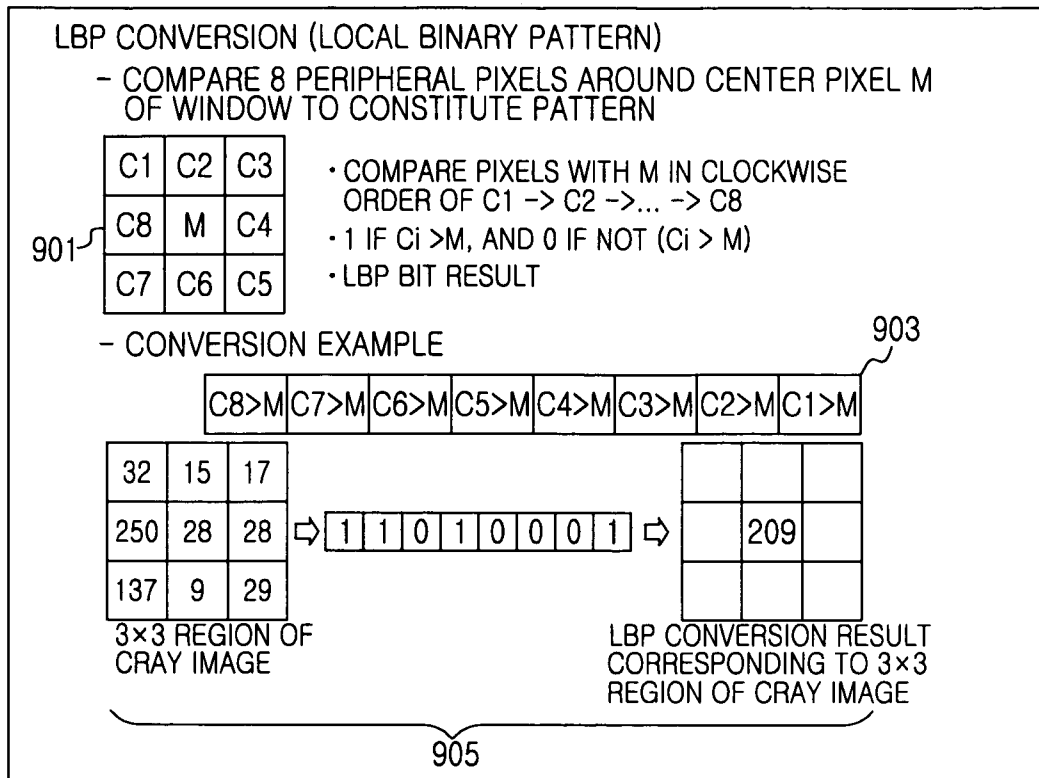 LBP CONVERSION (LOCAL BINARY PATTERN)
- COMPARE 8 PERIPHERAL PIXELS AROUND CENTER PIXEL M
OF WINDOW TO CONSTITUTE PATTERN
C1 C2 C3
C8 M C4
C7 C6 C5
901
· COMPARE PIXELS WITH M IN CLOCKWISE
ORDER OF C1 -> C2 ->... -> C8
· 1 IF Ci >M, AND 0 IF NOT (Ci > M)
· LBP BIT RESULT
- CONVERSION EXAMPLE
903
C8>M C7>M C6>M C5>M C4>M C3>M C2>M C1>M
32 15 17
250 28 28
137 9 29
1 1 0 1 0 0 0 1
209
3×3 REGION OF
CRAY IMAGE
LBP CONVERSION RESULT
CORRESPONDING TO 3×3
REGION OF CRAY IMAGE
905